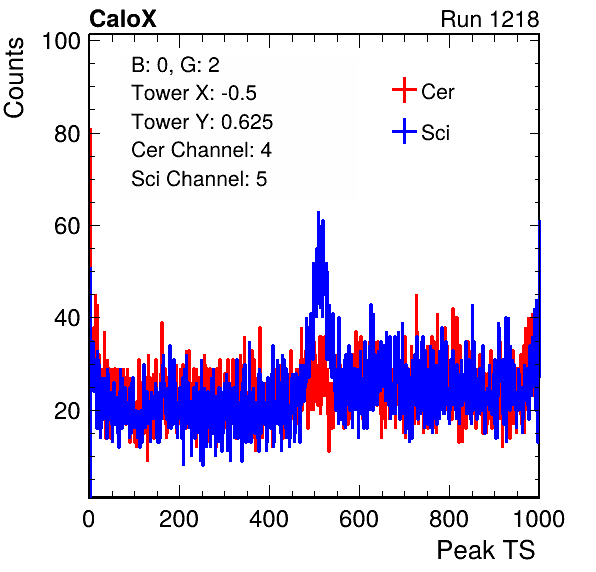 CaloX Run 1218
Counts
100
80
60
40
20
B: 0, G: 2
Tower X: -0.5
Tower Y: 0.625
Cer Channel: 4
Sci Channel: 5
Cer
Sci
0 200 400 600 800 1000
Peak TS